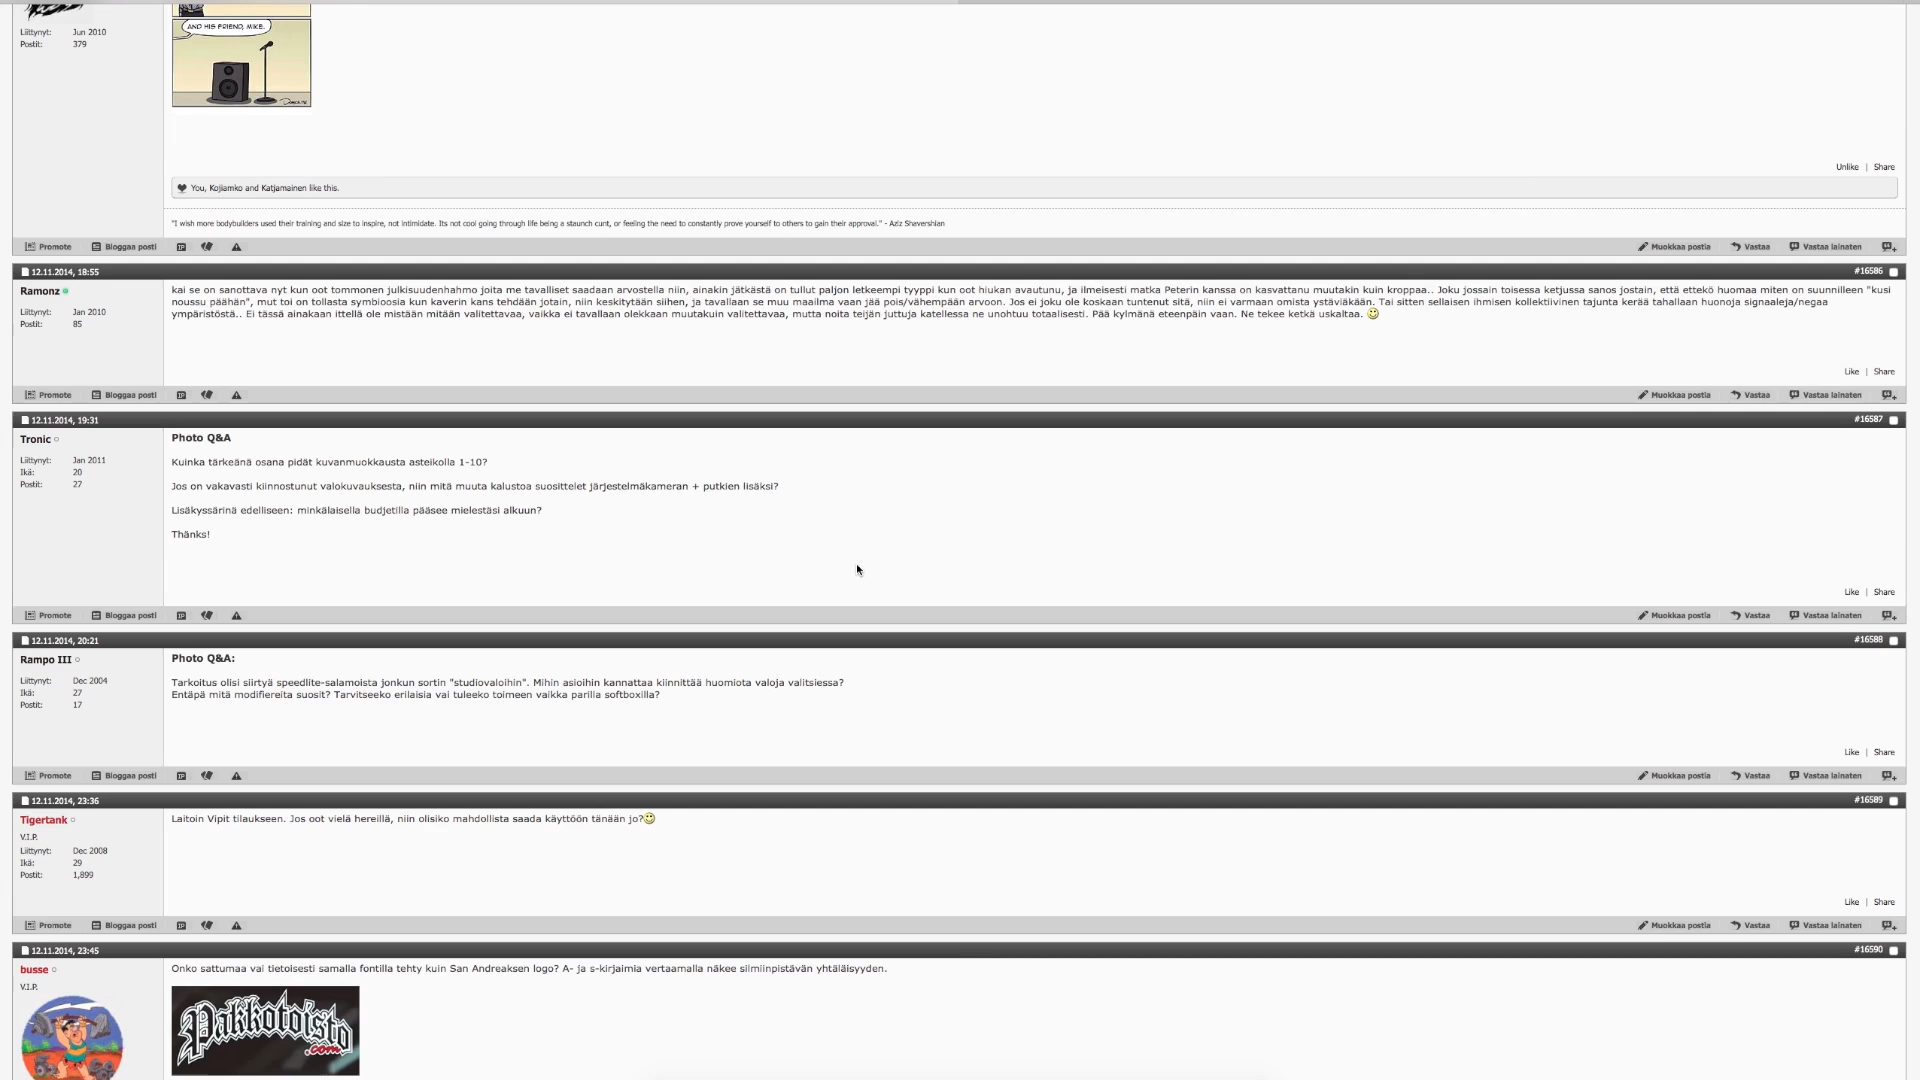 AND HIS FRIEND, MIKE.
Liittynyt: Jun 2010
Postit: 379
Unlike | Share
You, Kojiamko and Katjamainen like this.
"I wish more bodybuilders used their training and size to inspire, not intimidate. Its not cool going through life being a staunch cunt, or feeling the need to constantly prove yourself to others to gain their approval." - Aziz Shavershian
Promote Bloggaa posti IP Muokkaa postia Vastaa Vastaa lainaten
12.11.2014, 18:55 #16586
Ramonz
Liittynyt: Jan 2010
Postit: 85
kai se on sanottava nyt kun oot tommonen julkisuudenhahmo joita me tavalliset saadaan arvostella niin, ainakin jätkästä on tullut paljon letkeempi tyyppi kun oot hiukan avautunu, ja ilmeisesti matka Peterin kanssa on kasvattanu muutakin kuin kroppaa.. Joku jossain toisessa ketjussa sanos jostain, että ettekö huomaa miten on suunnilleen "kusi
noussu päähän", mut toi on tollasta symbioosia kun kaverin kans tehdään jotain, niin keskitytään siihen, ja tavallaan se muu maailma vaan jää pois/vähempään arvoon. Jos ei joku ole koskaan tuntenut sitä, niin ei varmaan omista ystäviäkään. Tai sitten sellaisen ihmisen kollektiivinen tajunta kerää tahallaan huonoja signaaleja/negaa
ympäristöstä.. Ei tässä ainakaan ittellä ole mistään mitään valitettavaa, vaikka ei tavallaan olekkaan muutakuin valitettavaa, mutta noita teijän juttuja katellessa ne unohtuu totaalisesti. Pää kylmänä eteenpäin vaan. Ne tekee ketkä uskaltaa.
Like | Share
Promote Bloggaa posti IP Muokkaa postia Vastaa Vastaa lainaten
12.11.2014, 19:31 #16587
Tronic
Liittynyt: Jan 2011
Ikä: 20
Postit: 27
Photo Q&A
Kuinka tärkeänä osana pidät kuvanmuokkausta asteikolla 1-10?
Jos on vakavasti kiinnostunut valokuvauksesta, niin mitä muuta kalustoa suosittelet järjestelmäkameran + putkien lisäksi?
Lisäkyssärinä edelliseen: minkälaisella budjetilla pääsee mielestäsi alkuun?
Thänks!
Like | Share
Promote Bloggaa posti IP Muokkaa postia Vastaa Vastaa lainaten
12.11.2014, 20:21 #16588
Rampo III
Liittynyt: Dec 2004
Ikä: 27
Postit: 17
Photo Q&A:
Tarkoitus olisi siirtyä speedlite-salamoista jonkun sortin "studiovaloihin". Mihin asioihin kannattaa kiinnittää huomiota valoja valitsiessa?
Entäpä mitä modifiereita suosit? Tarvitseeko erilaisia vai tuleeko toimeen vaikka parilla softboxilla?
Like | Share
Promote Bloggaa posti IP Muokkaa postia Vastaa Vastaa lainaten
12.11.2014, 23:36 #16589
Tigertank
V.I.P.
Liittynyt: Dec 2008
Ikä: 29
Postit: 1,899
Laitoin Vipit tilaukseen. Jos oot vielä hereillä, niin olisiko mahdollista saada käyttöön tänään jo?
Like | Share
Promote Bloggaa posti IP Muokkaa postia Vastaa Vastaa lainaten
12.11.2014, 23:45 #16590
busse
V.I.P.
Onko sattumaa vai tietoisesti samalla fontilla tehty kuin San Andreaksen logo? A- ja s-kirjaimia vertaamalla näkee silmiinpistävän yhtäläisyyden.
Pakkotoisto
.com